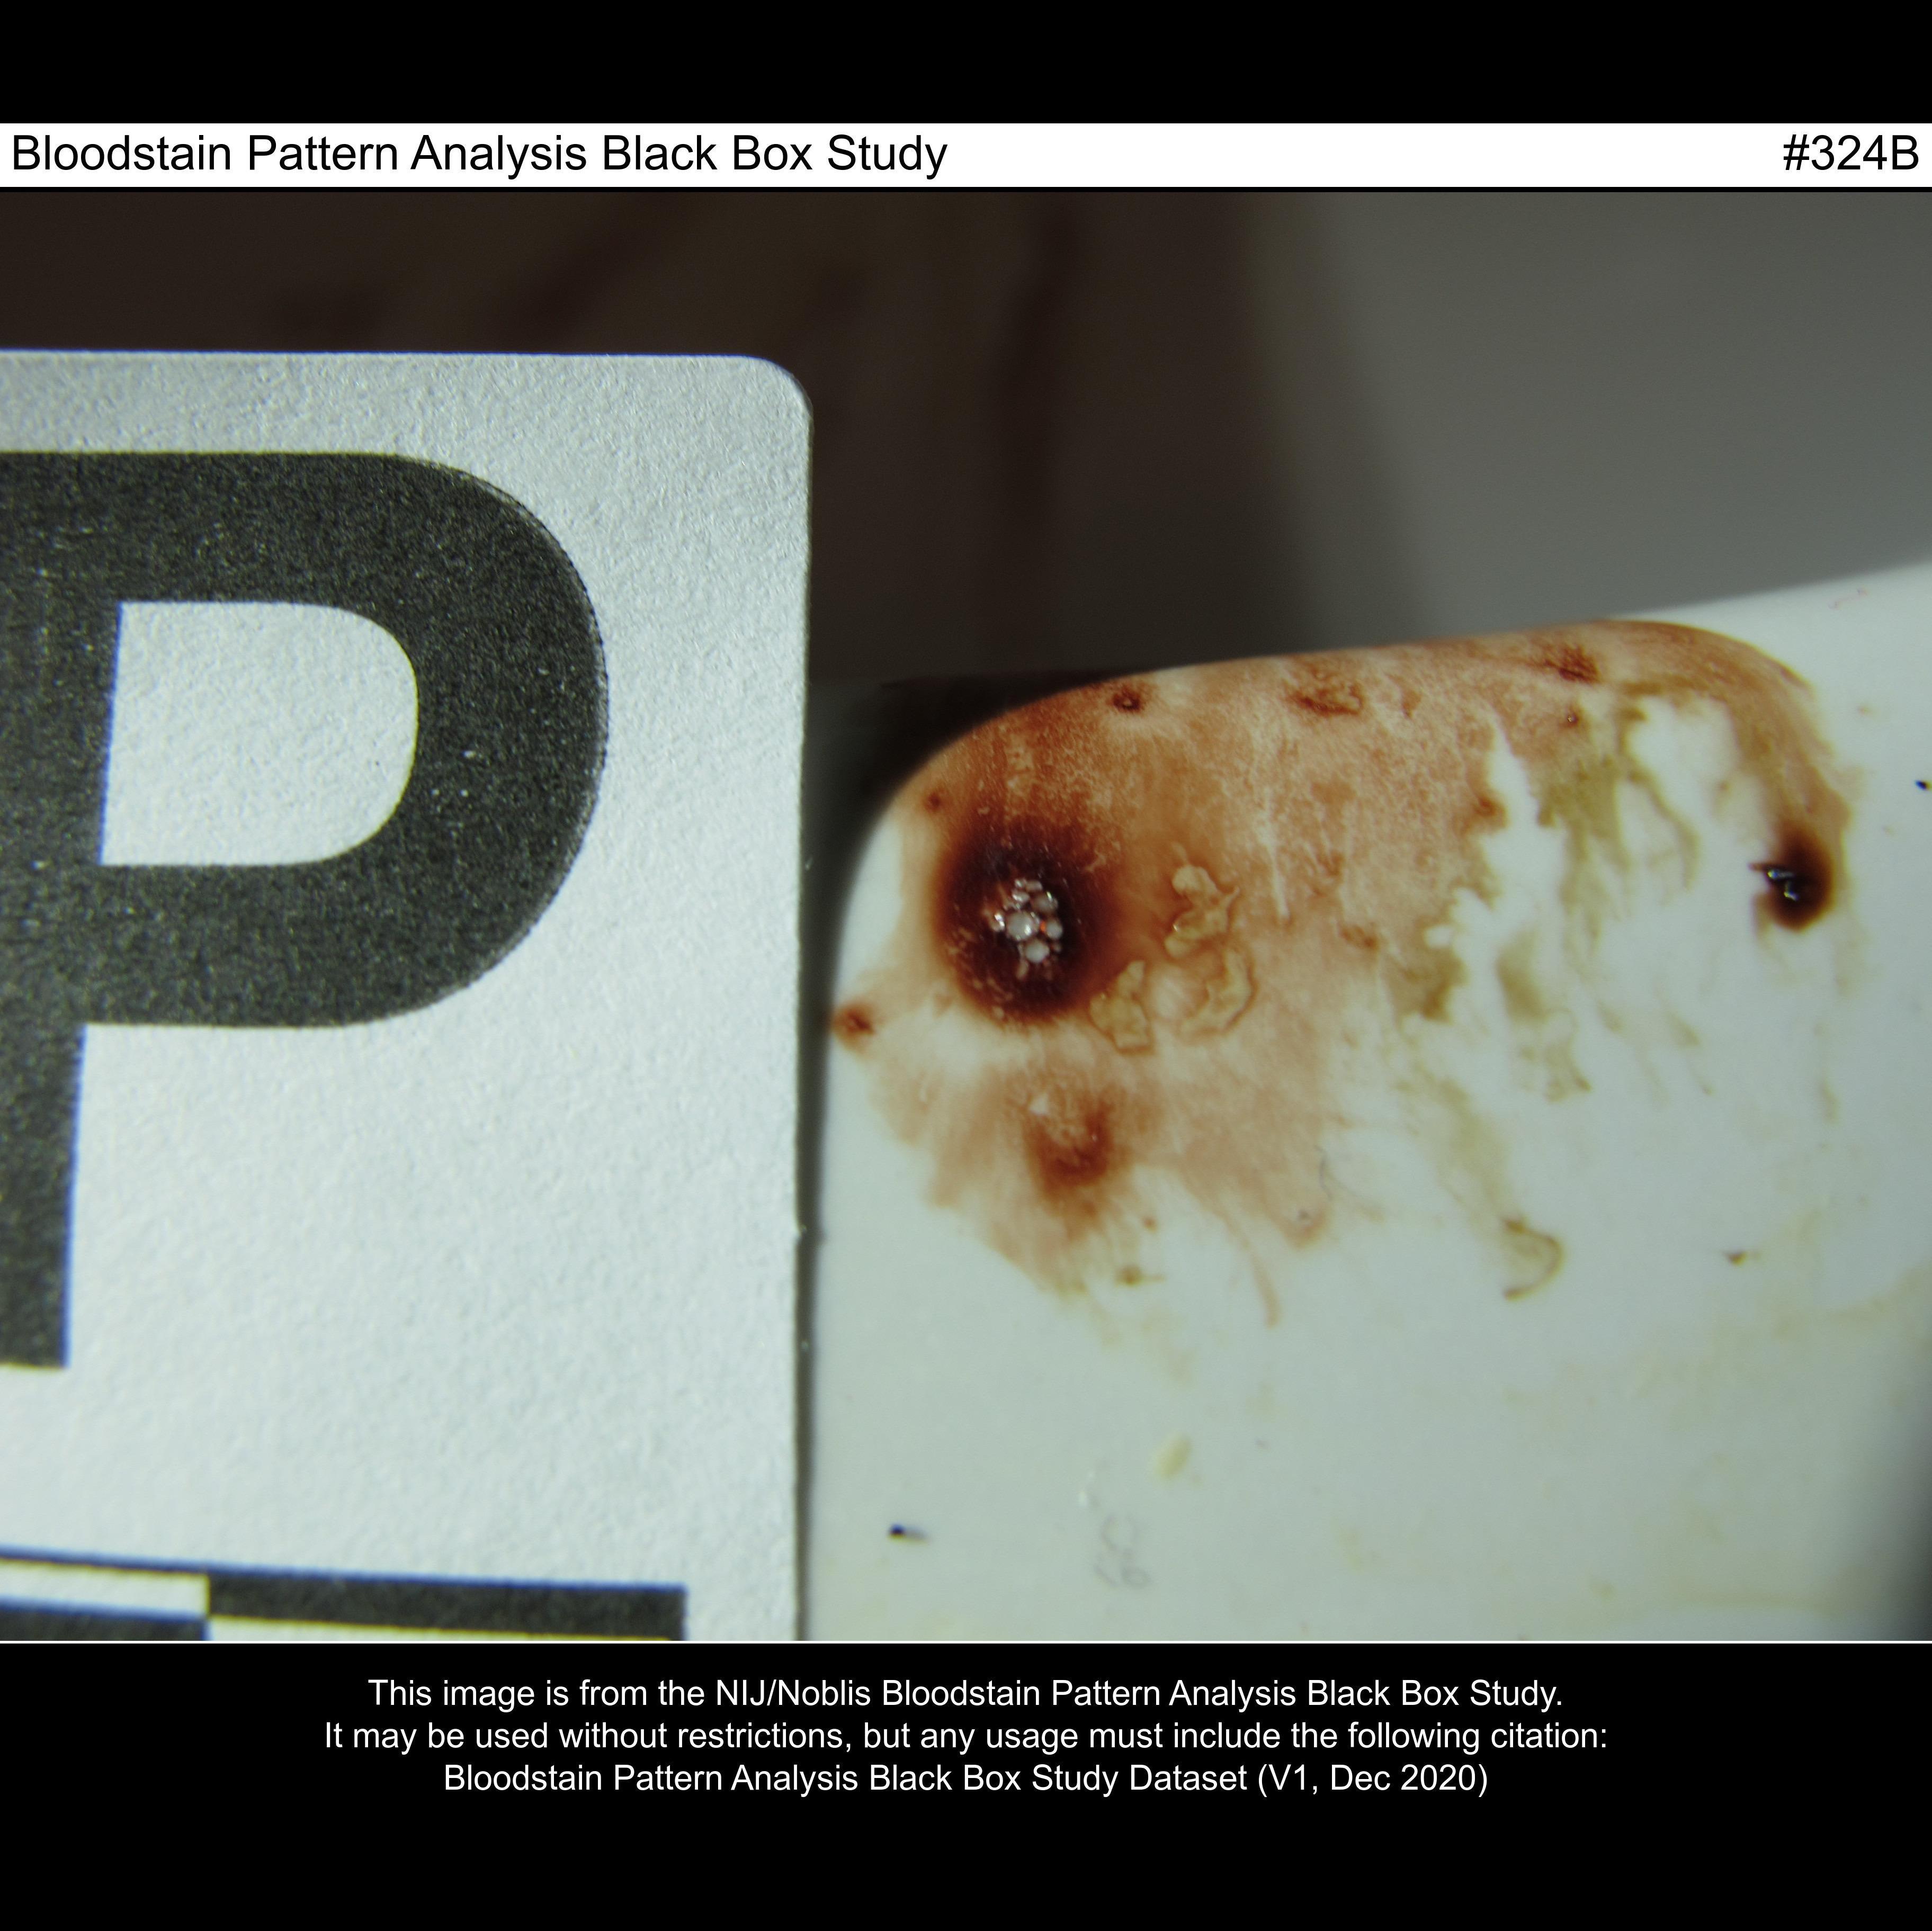 Bloodstain Pattern Analysis Black Box Study #324B
P
This image is from the NIJ/Noblis Bloodstain Pattern Analysis Black Box Study.
It may be used without restrictions, but any usage must include the following citation:
Bloodstain Pattern Analysis Black Box Study Dataset (V1, Dec 2020)